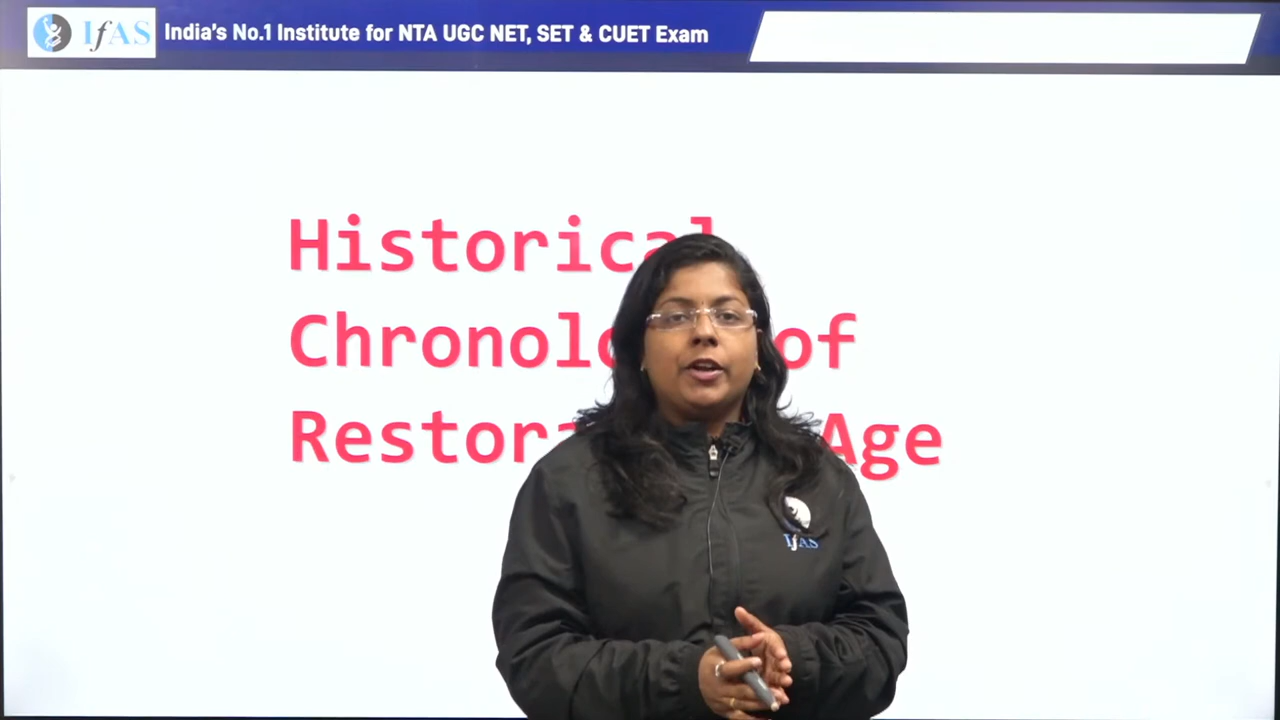 IfAS India's No.1 Institute for NTA UGC NET, SET & CUET Exam
Historical
of
Age
IfAS